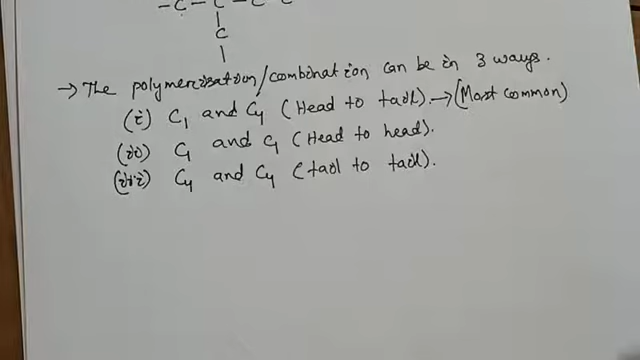 -C-C-C-C
|
C
|
→ The polymerisation/combination can be in 3 ways.
(i) C1 and C4 (Head to tail) → (Most common)
(ii) C1 and C1 (Head to head).
(iii) C4 and C4 (tail to tail).